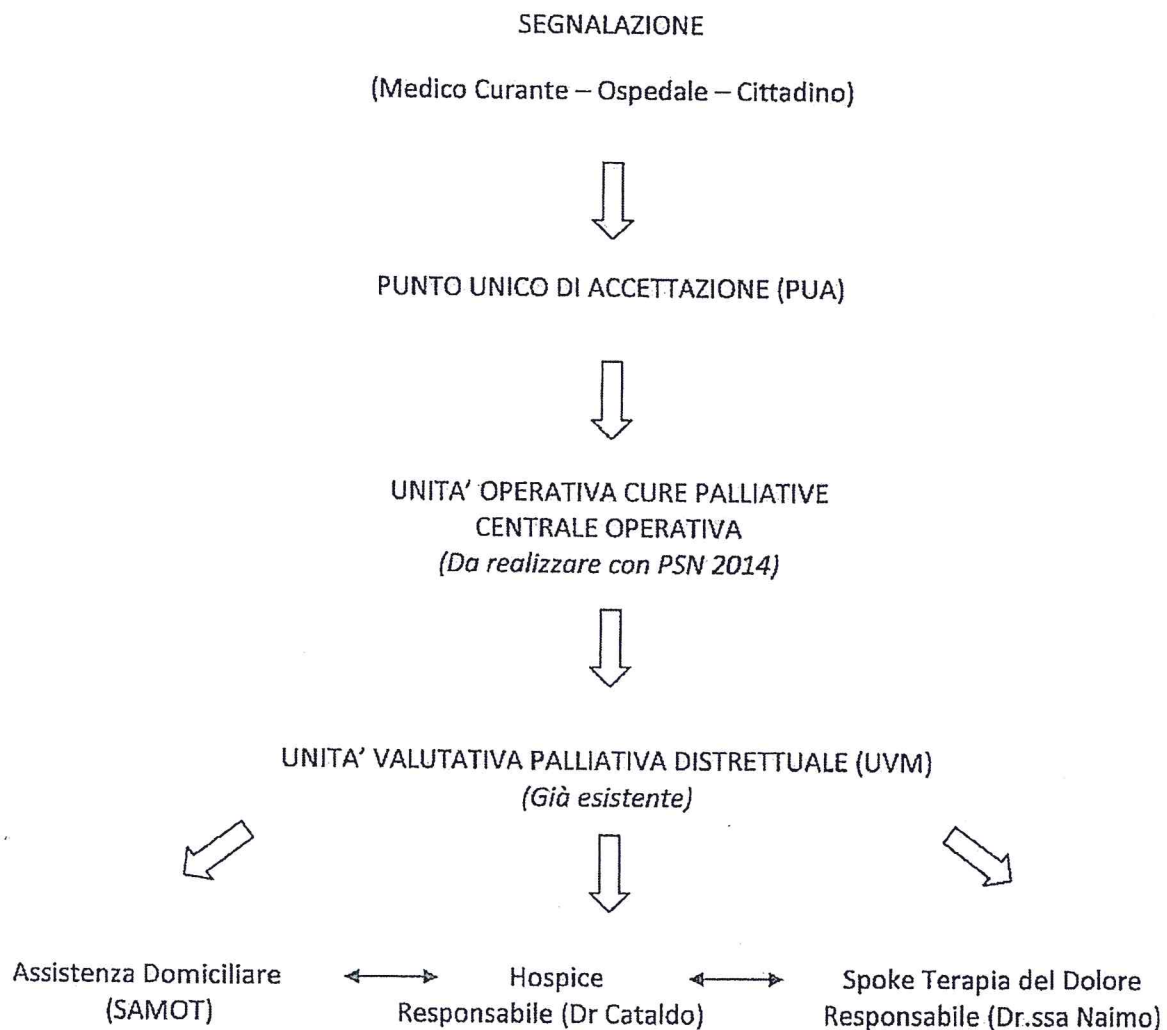 SEGNALAZIONE
(Medico Curante – Ospedale – Cittadino)
PUNTO UNICO DI ACCETTAZIONE (PUA)
UNITA’ OPERATIVA CURE PALLIATIVE
CENTRALE OPERATIVA
(Da realizzare con PSN 2014)
UNITA’ VALUTATIVA PALLIATIVA DISTRETTUALE (UVM)
(Già esistente)
Assistenza Domiciliare
(SAMOT)
Hospice
Responsabile (Dr Cataldo)
Spoke Terapia del Dolore
Responsabile (Dr.ssa Naimo)